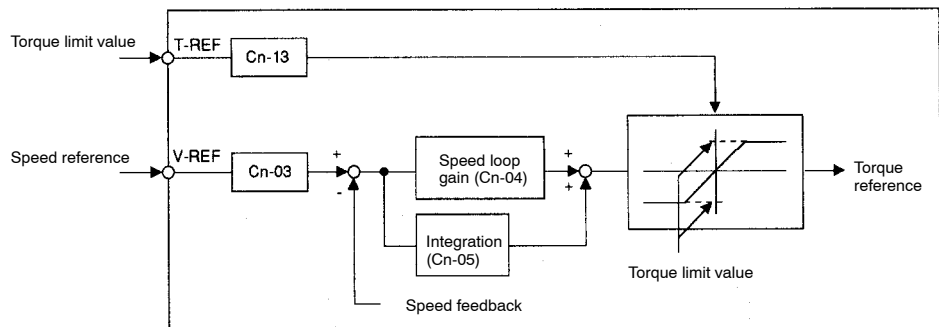 Torque limit value
T-REF
Cn-13
Speed reference
V-REF
Cn-03
+
-
Speed loop
gain (Cn-04)
+
+
Integration
(Cn-05)
Torque
reference
Torque limit value
Speed feedback